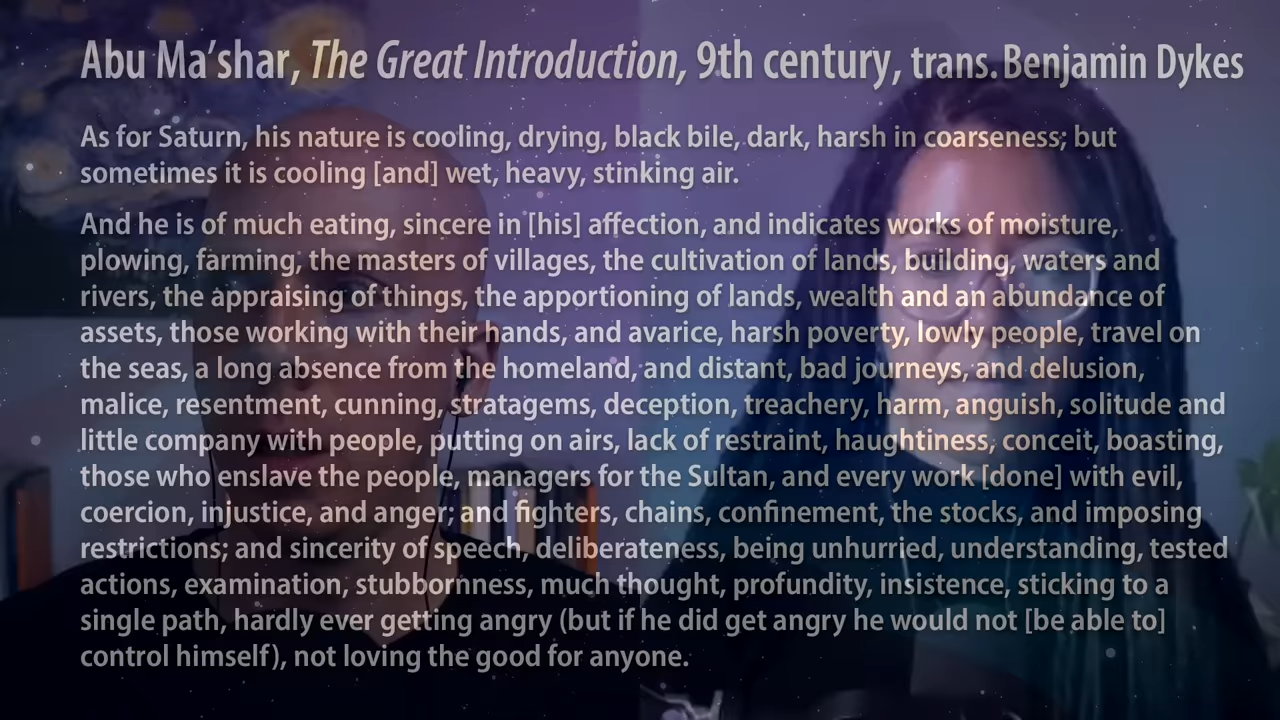 Abu Ma’shar, The Great Introduction, 9th century, trans. Benjamin Dykes
As for Saturn, his nature is cooling, drying, black bile, dark, harsh in coarseness; but
sometimes it is cooling [and] wet, heavy, stinking air.
And he is of much eating, sincere in [his] affection, and indicates works of moisture,
plowing, farming, the masters of villages, the cultivation of lands, building, waters and
rivers, the appraising of things, the apportioning of lands, wealth and an abundance of
assets, those working with their hands, and avarice, harsh poverty, lowly people, travel on
the seas, a long absence from the homeland, and distant, bad journeys, and delusion,
malice, resentment, cunning, stratagems, deception, treachery, harm, anguish, solitude and
little company with people, putting on airs, lack of restraint, haughtiness, conceit, boasting,
those who enslave the people, managers for the Sultan, and every work [done] with evil,
coercion, injustice, and anger; and fighters, chains, confinement, the stocks, and imposing
restrictions; and sincerity of speech, deliberateness, being unhurried, understanding, tested
actions, examination, stubbornness, much thought, profundity, insistence, sticking to a
single path, hardly ever getting angry (but if he did get angry he would not [be able to]
control himself), not loving the good for anyone.